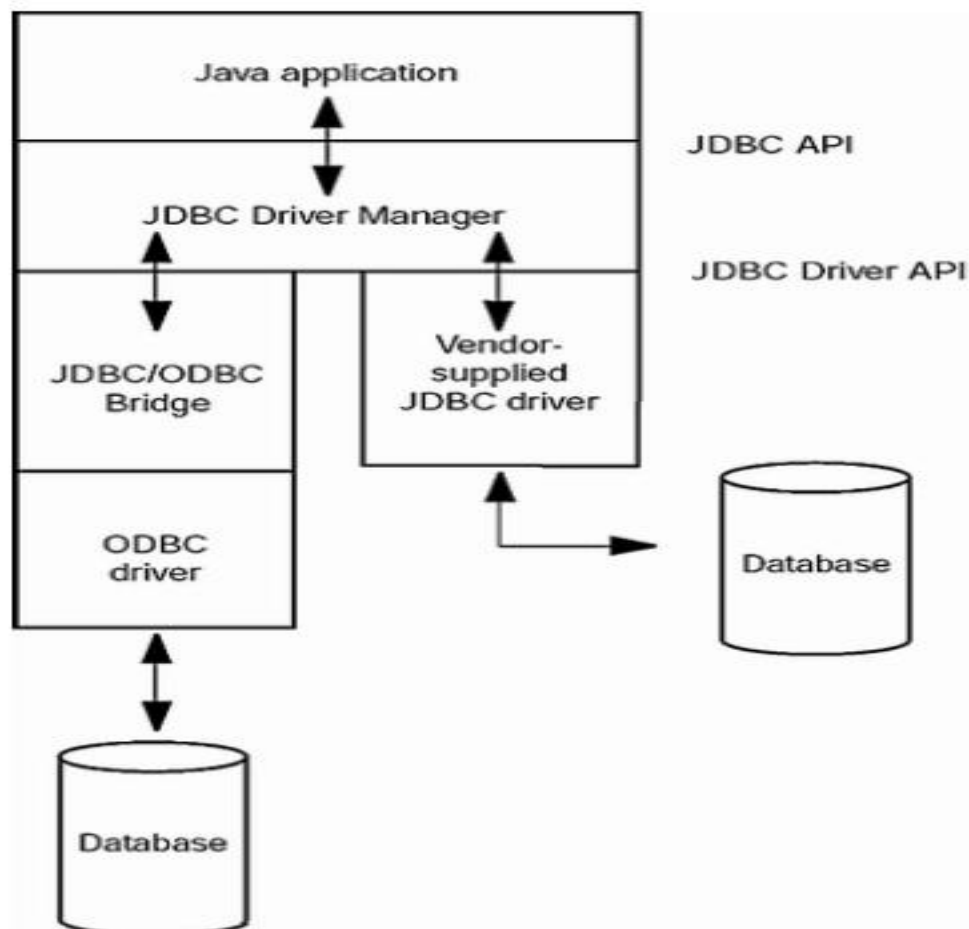 Java application
JDBC API
JDBC Driver Manager
JDBC Driver API
JDBC/ODBC
Bridge
Vendor-
supplied
JDBC driver
ODBC
driver
Database
Database